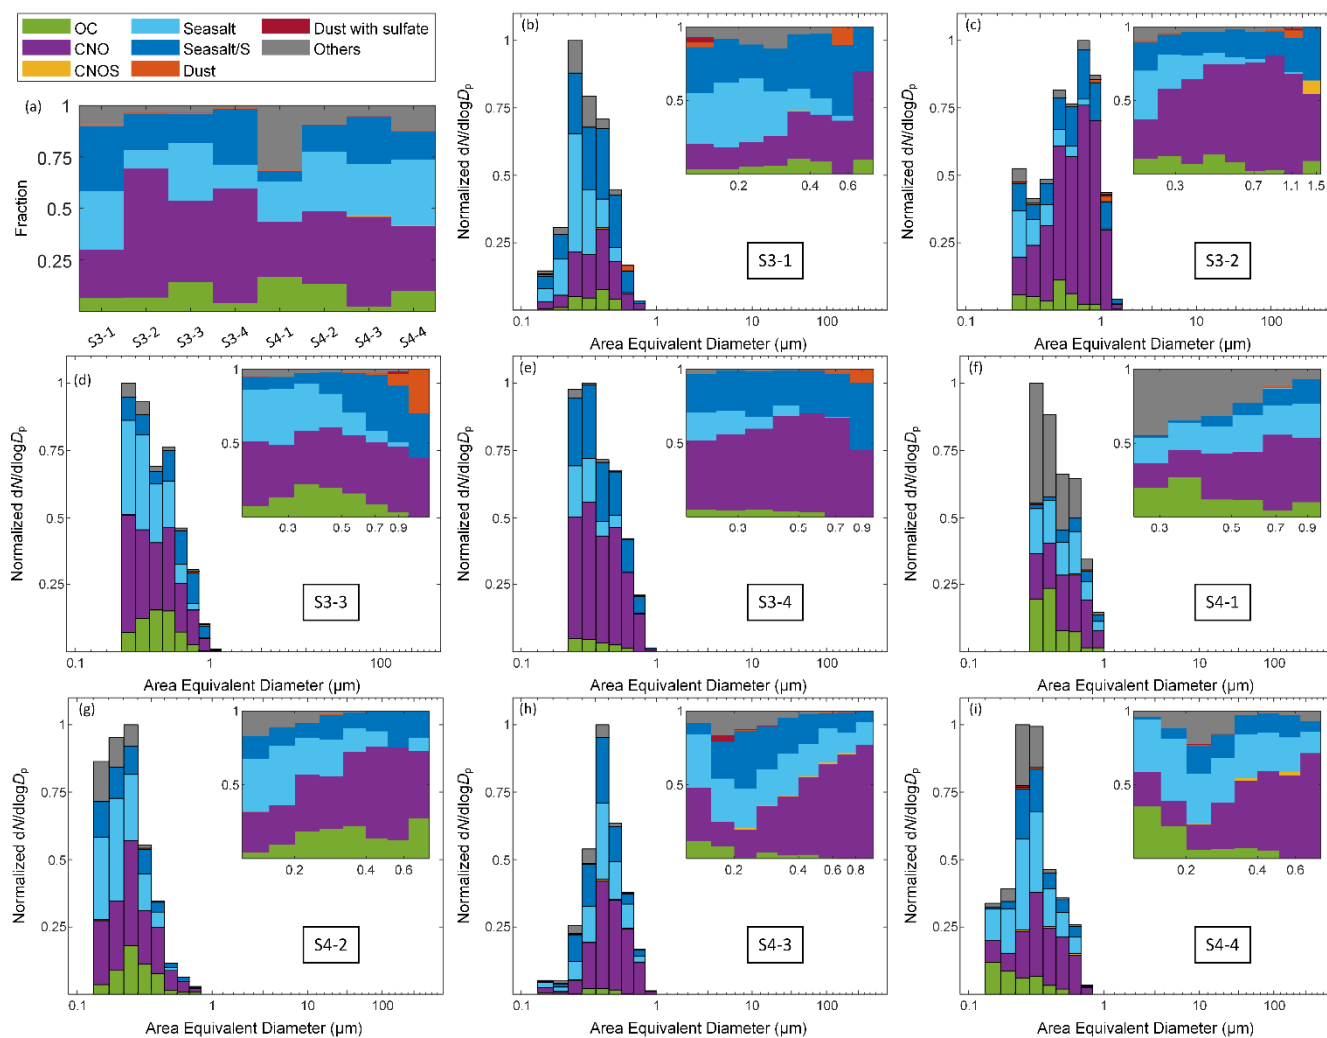 OC Seasalt Dust with sulfate
CNO Seasalt/S Others
CNOS Dust
(a)
Fraction
1
0.75
0.5
0.25
S3-1 S3-2 S3-3 S3-4 S4-1 S4-2 S4-3 S4-4
(b)
Normalized dN/dlogDp
1
0.75
0.5
0.25
0.1 1 10 100
Area Equivalent Diameter (µm)
1
0.5
0.2 0.4 0.6
S3-1
(c)
Normalized dN/dlogDp
1
0.75
0.5
0.25
0.1 1 10 100
Area Equivalent Diameter (µm)
1
0.5
0.3 0.7 1.1 1.5
S3-2
(d)
Normalized dN/dlogDp
1
0.75
0.5
0.25
0.1 1 100
Area Equivalent Diameter (µm)
1
0.5
0.3 0.5 0.7 0.9
S3-3
(e)
Normalized dN/dlogDp
1
0.75
0.5
0.25
0.1 1 10 100
Area Equivalent Diameter (µm)
1
0.5
0.3 0.5 0.7 0.9
S3-4
(f)
Normalized dN/dlogDp
1
0.75
0.5
0.25
0.1 1 10 100
Area Equivalent Diameter (µm)
1
0.5
0.3 0.5 0.7 0.9
S4-1
(g)
Normalized dN/dlogDp
1
0.75
0.5
0.25
0.1 1 10 100
Area Equivalent Diameter (µm)
1
0.5
0.2 0.4 0.6
S4-2
(h)
Normalized dN/dlogDp
1
0.75
0.5
0.25
0.1 1 10 100
Area Equivalent Diameter (µm)
1
0.5
0.2 0.4 0.6 0.8
S4-3
(i)
Normalized dN/dlogDp
1
0.75
0.5
0.25
0.1 1 10 100
Area Equivalent Diameter (µm)
1
0.5
0.2 0.4 0.6
S4-4